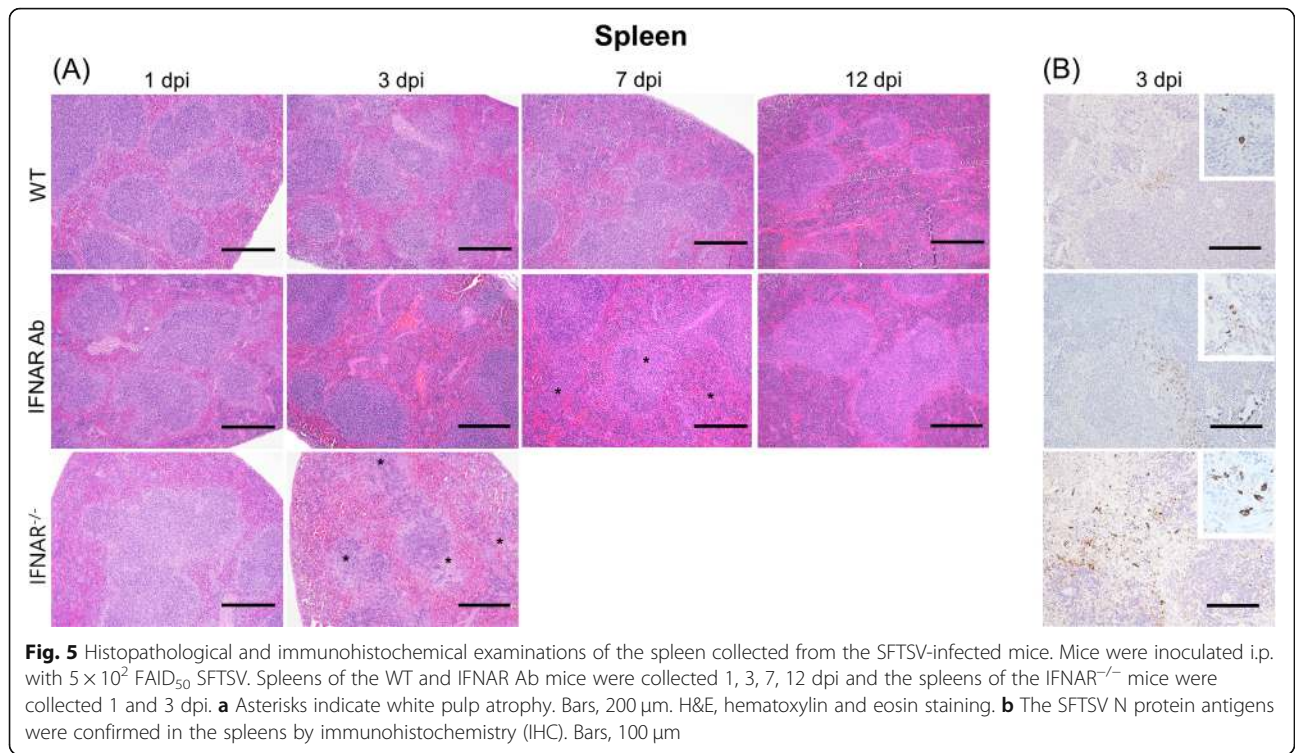 Spleen
(A)
(B)
1 dpi
3 dpi
7 dpi
12 dpi
3 dpi
WT
*
*
*
IFNAR Ab
*
*
*
*
IFNAR-/-
Fig. 5 Histopathological and immunohistochemical examinations of the spleen collected from the SFTSV-infected mice. Mice were inoculated i.p.
with 5 × 10² FAID₅₀ SFTSV. Spleens of the WT and IFNAR Ab mice were collected 1, 3, 7, 12 dpi and the spleens of the IFNAR⁻/⁻ mice were
collected 1 and 3 dpi. a Asterisks indicate white pulp atrophy. Bars, 200 μm. H&E, hematoxylin and eosin staining. b The SFTSV N protein antigens
were confirmed in the spleens by immunohistochemistry (IHC). Bars, 100 μm